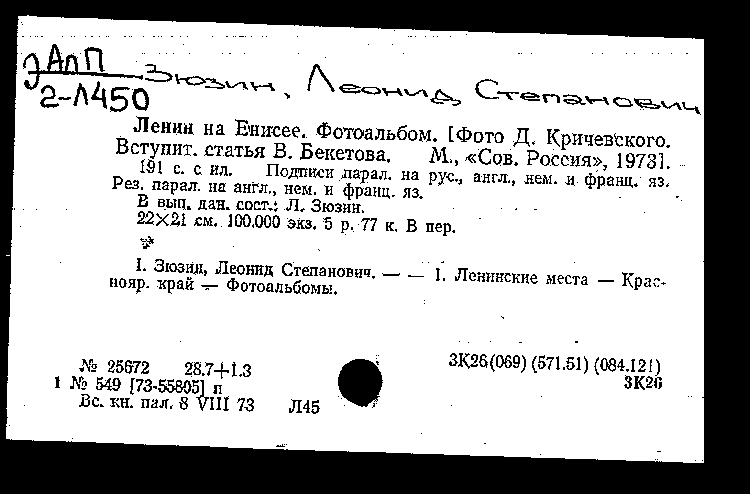 ЭАлП Зюзин, Леонид Степанович
2-Л450
Ленин на Енисее. Фотоальбом. [Фото Д. Кричевского.
Вступит. статья В. Бекетова. М., «Сов. Россия», 1973].
191 с. с ил. Подписи парал. на рус., англ., нем. и франц. яз.
Рез. парал. на англ., нем. и франц. яз.
В вып. дан. сост.: Л. Зюзин.
22×21 см. 100.000 экз. 5 р. 77 к. В пер.
I. Зюзин, Леонид Степанович. — — 1. Ленинские места — Крас-
нояр. край — Фотоальбомы.
№ 25672 28.7+1.3 3К26(069) (571.51) (084.121)
1 № 549 [73-55805] п 3К26
Вс. кн. пал. 8 VIII 73 Л45